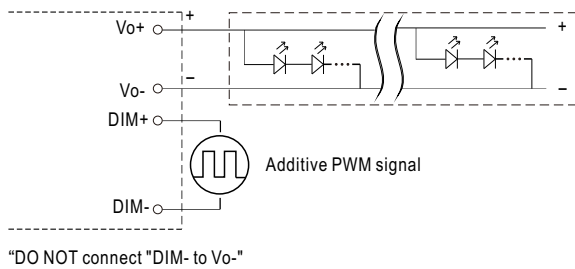 Vo+
+
+
Vo-
−
−
DIM+
Additive PWM signal
DIM-
“DO NOT connect "DIM- to Vo-"